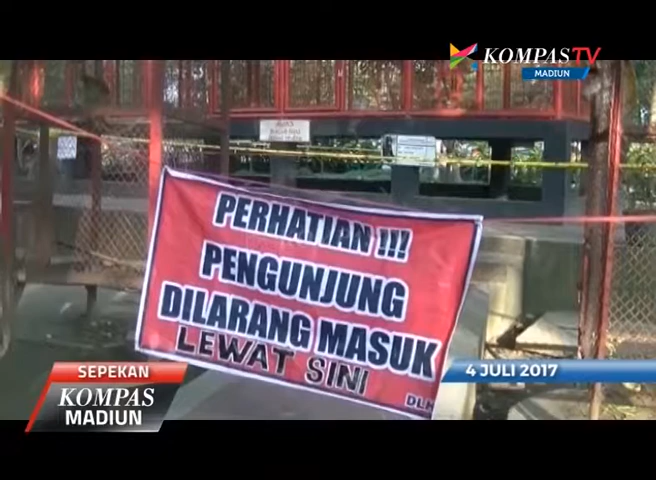 KOMPASTV
MADIUN
PERHATIAN !!!
PENGUNJUNG
DILARANG MASUK
LEWAT SINI
DLH
SEPEKAN
KOMPAS
MADIUN
4 JULI 2017